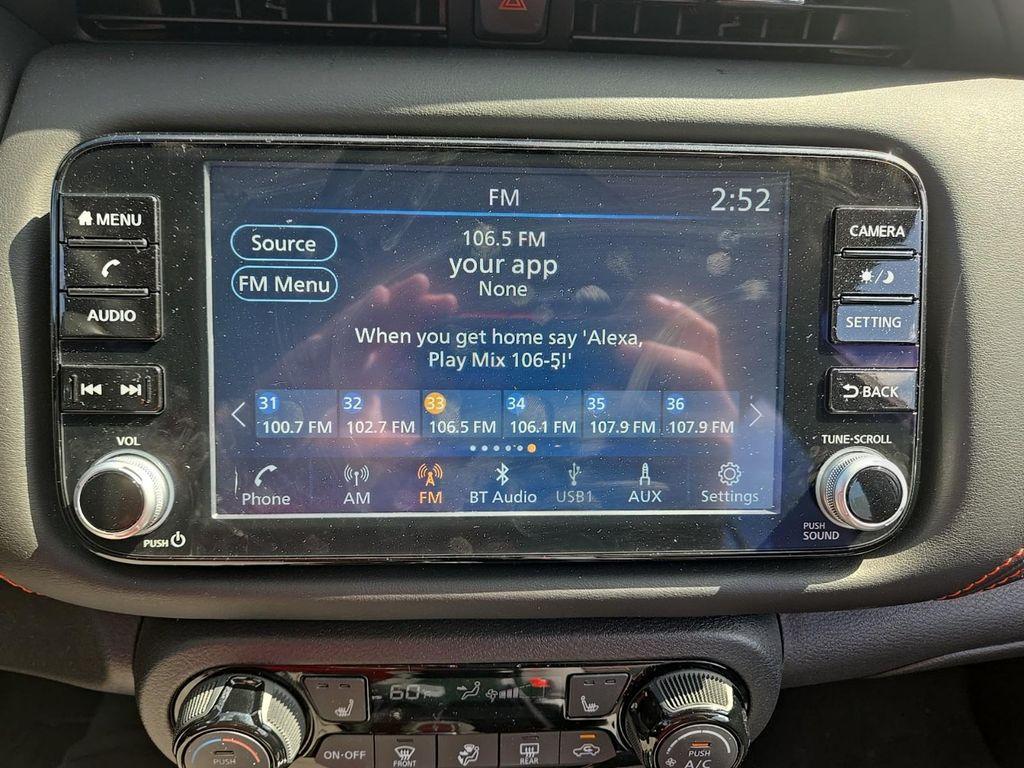 FM
2:52
MENU
AUDIO
VOL
PUSH
Source
FM Menu
106.5 FM
your app
None
When you get home say 'Alexa,
Play Mix 106-5!'
31 32 33 34 35 36
100.7 FM 102.7 FM 106.5 FM 106.1 FM 107.9 FM 107.9 FM
Phone AM FM BT Audio USB1 AUX Settings
CAMERA
SETTING
BACK
TUNE·SCROLL
PUSH
SOUND
60F
PUSH
ON·OFF
FRONT
REAR
PUSH
A/C